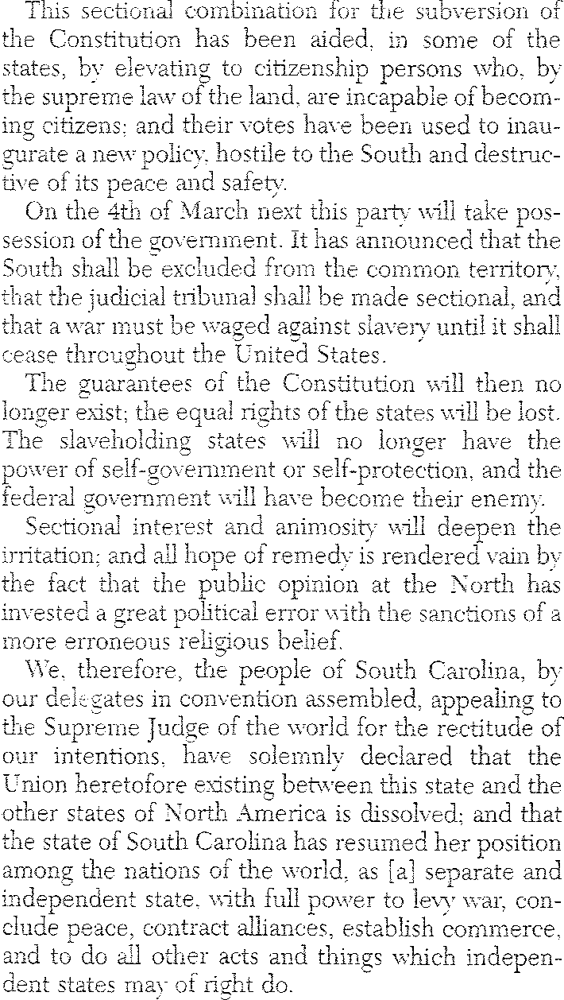 This sectional combination for the subversion of
the Constitution has been aided, in some of the
states, by elevating to citizenship persons who, by
the supreme law of the land, are incapable of becom-
ing citizens; and their votes have been used to inau-
gurate a new policy, hostile to the South and destruc-
tive of its peace and safety.
On the 4th of March next this party will take pos-
session of the government. It has announced that the
South shall be excluded from the common territory,
that the judicial tribunal shall be made sectional, and
that a war must be waged against slavery until it shall
cease throughout the United States.
The guarantees of the Constitution will then no
longer exist; the equal rights of the states will be lost.
The slaveholding states will no longer have the
power of self-government or self-protection, and the
federal government will have become their enemy.
Sectional interest and animosity will deepen the
irritation; and all hope of remedy is rendered vain by
the fact that the public opinion at the North has
invested a great political error with the sanctions of a
more erroneous religious belief.
We, therefore, the people of South Carolina, by
our delegates in convention assembled, appealing to
the Supreme Judge of the world for the rectitude of
our intentions, have solemnly declared that the
Union heretofore existing between this state and the
other states of North America is dissolved; and that
the state of South Carolina has resumed her position
among the nations of the world, as [a] separate and
independent state, with full power to levy war, con-
clude peace, contract alliances, establish commerce,
and to do all other acts and things which indepen-
dent states may of right do.